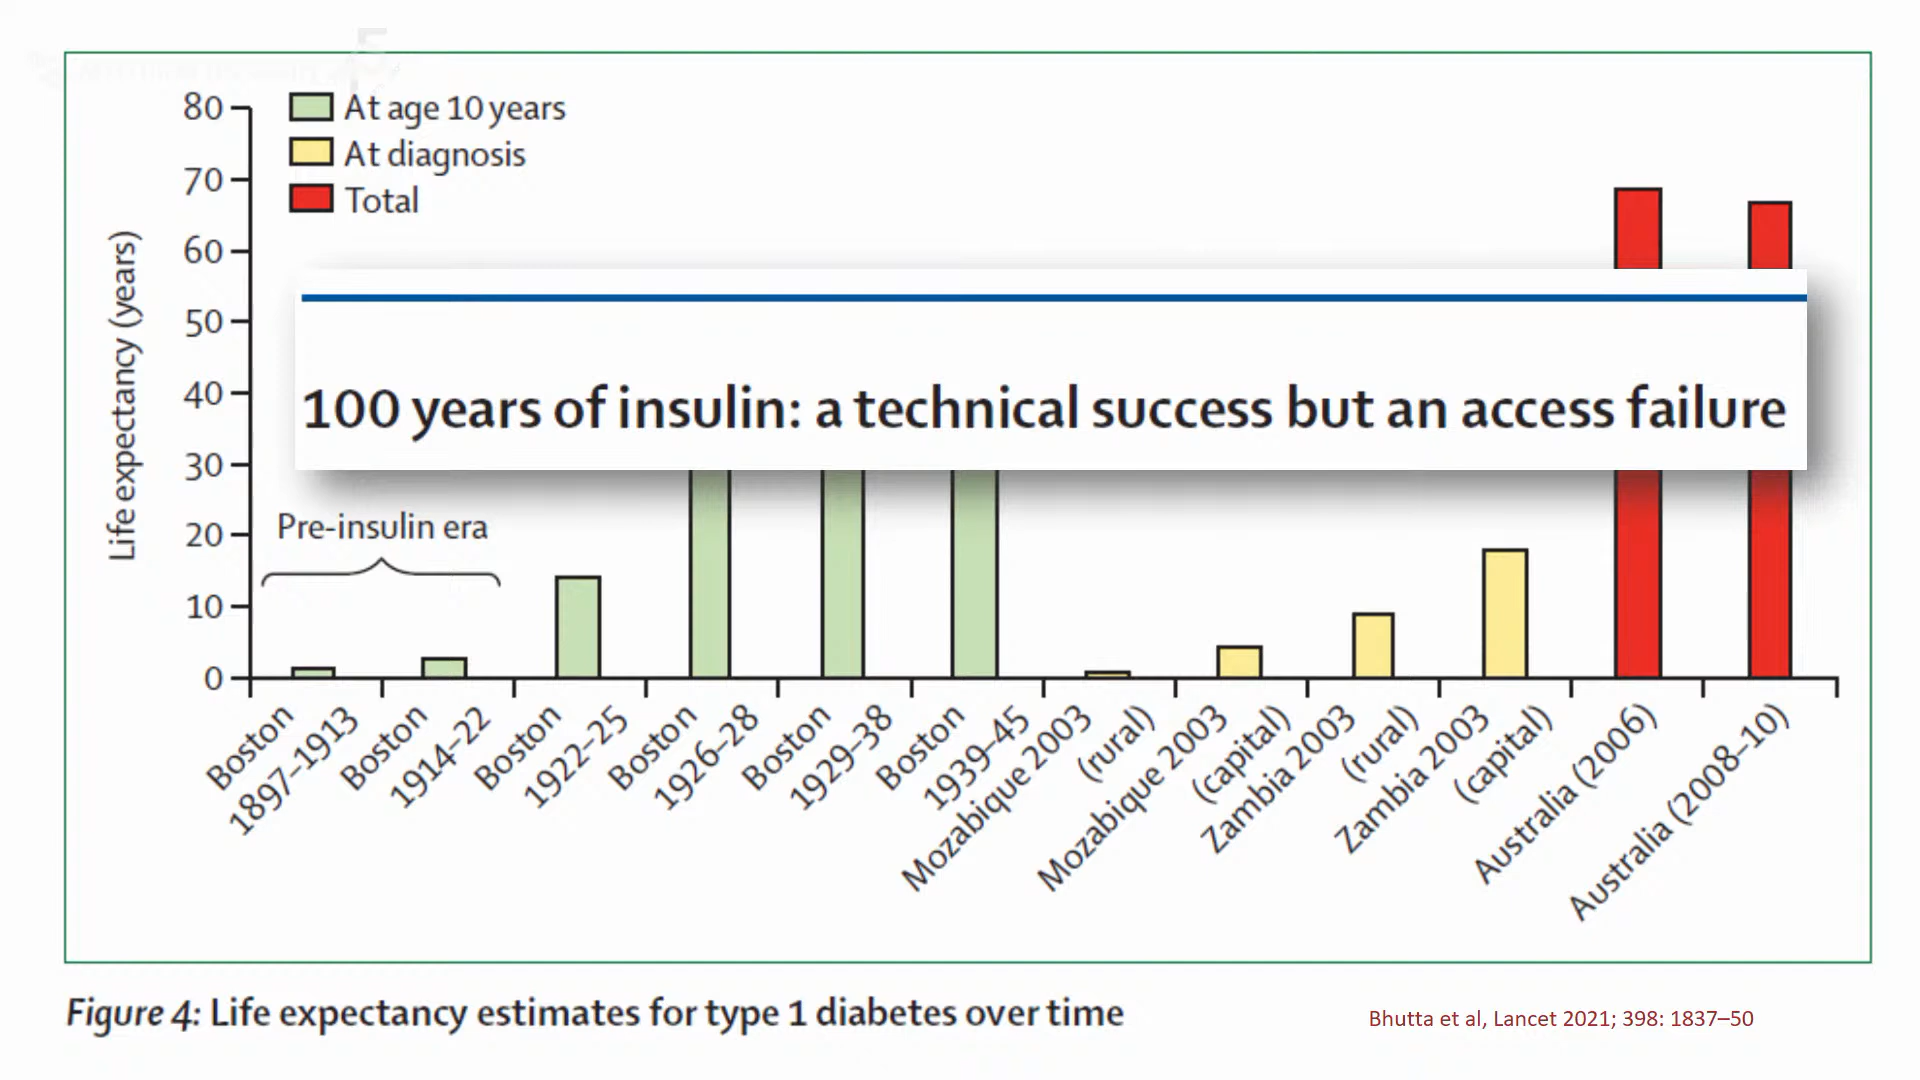 80
70
60
50
40
30
20
10
0
Life expectancy (years)
At age 10 years
At diagnosis
Total
100 years of insulin: a technical success but an access failure
Pre-insulin era
Boston
1897–1913
Boston
1914–22
Boston
1922–25
Boston
1926–28
Boston
1929–38
Boston
1939–45
Mozabique 2003
(rural)
Mozabique 2003
(capital)
Zambia 2003
(rural)
Zambia 2003
(capital)
Australia (2006)
Australia (2008–10)
Figure 4: Life expectancy estimates for type 1 diabetes over time
Bhutta et al, Lancet 2021; 398: 1837–50